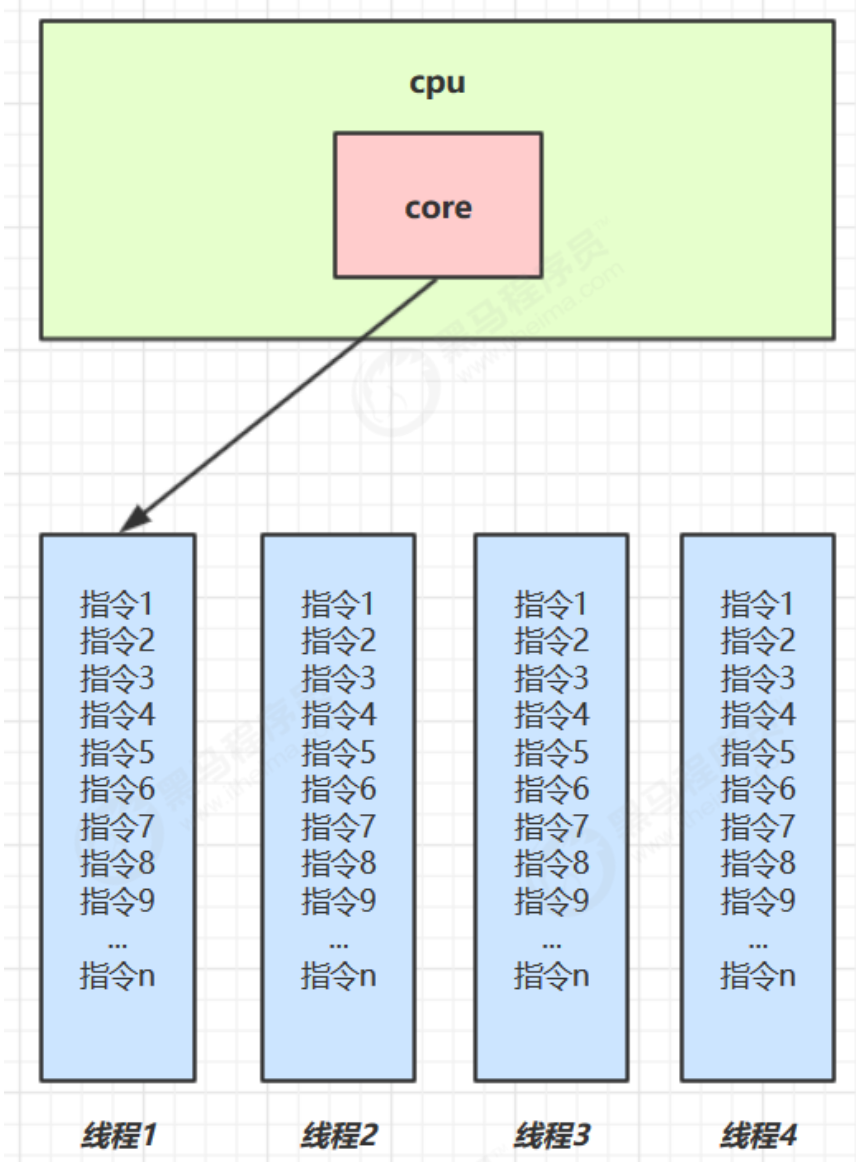 cpu
core
黑马程序员
www.itheima.com
指令1 指令1 指令1 指令1
指令2 指令2 指令2 指令2
指令3 指令3 指令3 指令3
指令4 指令4 指令4 指令4
指令5 指令5 指令5 指令5
指令6 指令6 指令6 指令6
指令7 指令7 指令7 指令7
指令8 指令8 指令8 指令8
指令9 指令9 指令9 指令9
... ... ... ...
指令n 指令n 指令n 指令n
线程1 线程2 线程3 线程4